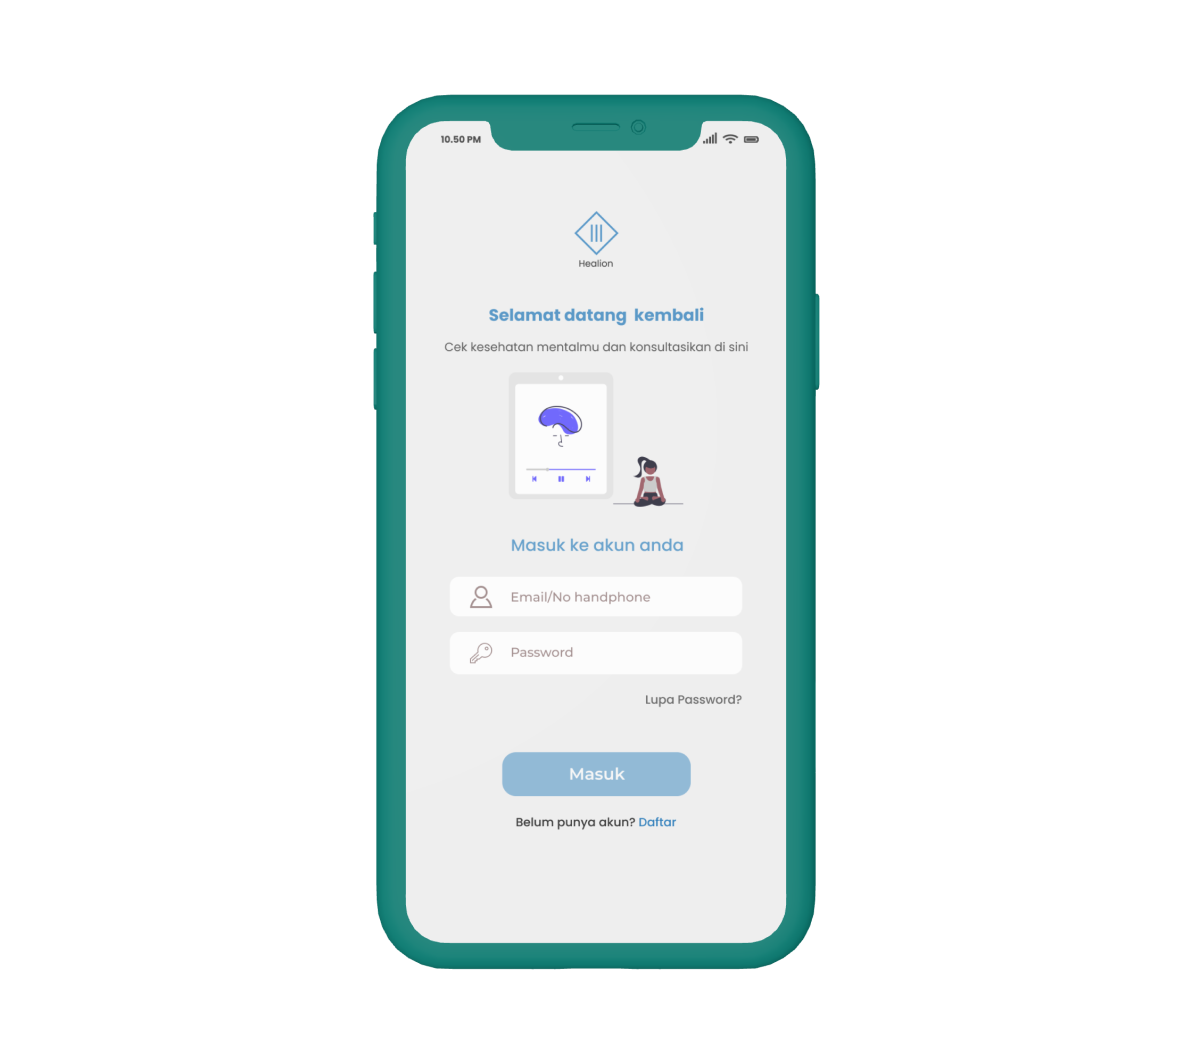 10.50 PM
Healion
Selamat datang kembali
Cek kesehatan mentalmu dan konsultasikan di sini
Masuk ke akun anda
Email/No handphone
Password
Lupa Password?
Masuk
Belum punya akun? Daftar